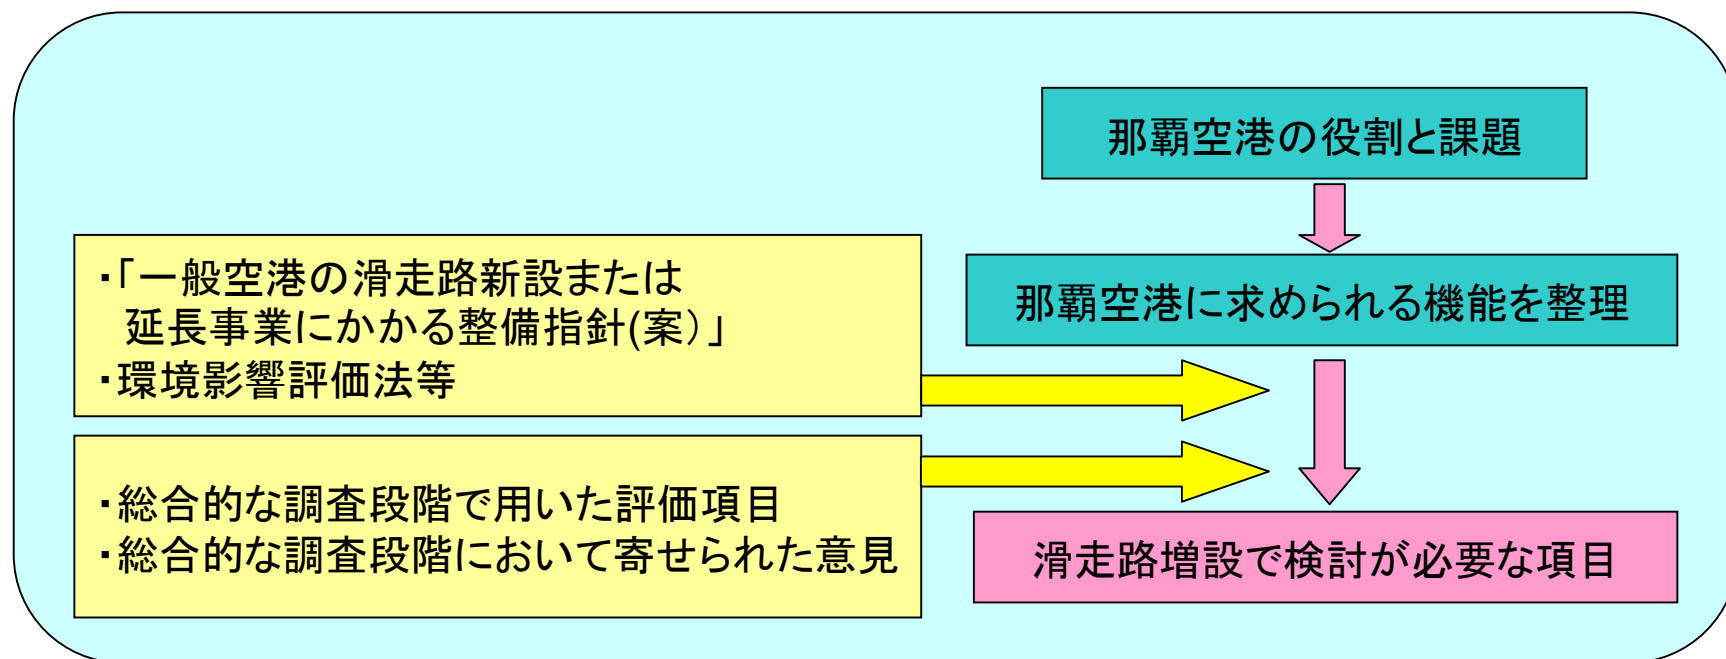 那覇空港の役割と課題
那覇空港に求められる機能を整理
・「一般空港の滑走路新設または
延長事業にかかる整備指針(案）」
・環境影響評価法等
・総合的な調査段階で用いた評価項目
・総合的な調査段階において寄せられた意見
滑走路増設で検討が必要な項目